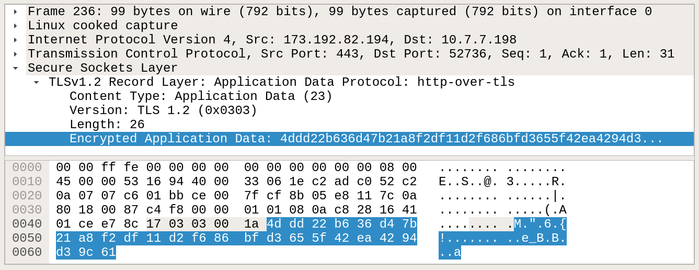 Frame 236: 99 bytes on wire (792 bits), 99 bytes captured (792 bits) on interface 0
Linux cooked capture
Internet Protocol Version 4, Src: 173.192.82.194, Dst: 10.7.7.198
Transmission Control Protocol, Src Port: 443, Dst Port: 52736, Seq: 1, Ack: 1, Len: 31
Secure Sockets Layer
TLSv1.2 Record Layer: Application Data Protocol: http-over-tls
Content Type: Application Data (23)
Version: TLS 1.2 (0x0303)
Length: 26
Encrypted Application Data: 4ddd22b636d47b21a8f2df11d2f686bfd3655f42ea4294d3...
0000 00 00 ff fe 00 00 00 00 00 00 00 00 00 00 08 00 ........ ........
0010 45 00 00 53 16 94 40 00 33 06 1e c2 ad c0 52 c2 E..S..@. 3.....R.
0020 0a 07 07 c6 01 bb ce 00 7f cf 8b 05 e8 11 7c 0a ........ ......|.
0030 80 18 00 87 c4 f8 00 00 01 01 08 0a c8 28 16 41 ........ .....(.A
0040 01 ce e7 8c 17 03 03 00 1a 4d dd 22 b6 36 d4 7b ........ .M.".6.{
0050 21 a8 f2 df 11 d2 f6 86 bf d3 65 5f 42 ea 42 94 !....... ..e_B.B.
0060 d3 9c 61 ..a